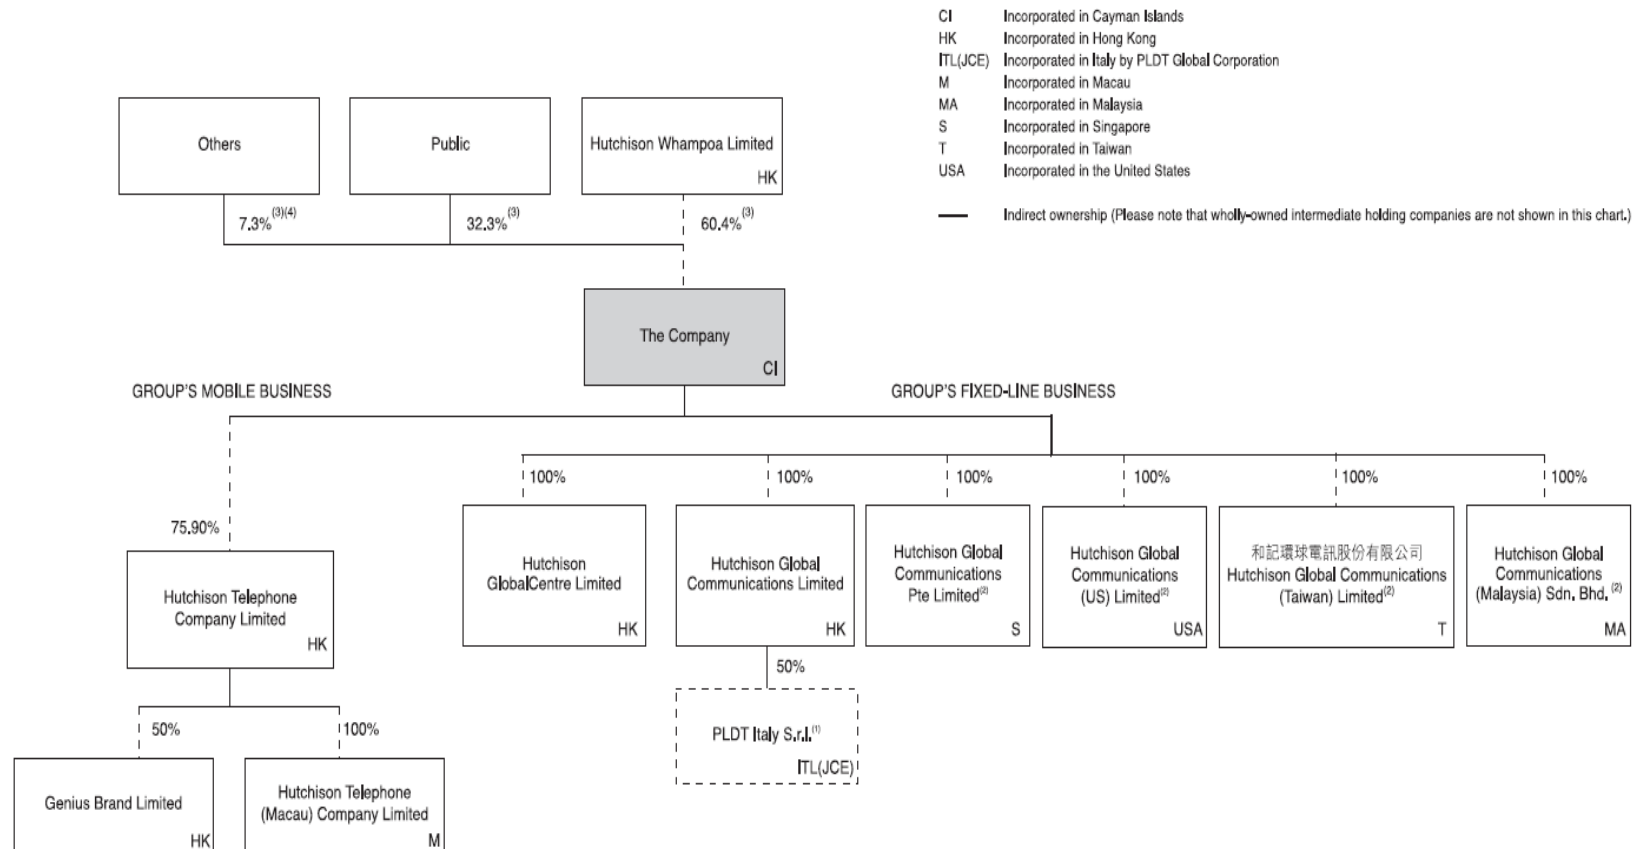 CI Incorporated in Cayman Islands
HK Incorporated in Hong Kong
ITL(JCE) Incorporated in Italy by PLDT Global Corporation
M Incorporated in Macau
MA Incorporated in Malaysia
S Incorporated in Singapore
T Incorporated in Taiwan
USA Incorporated in the United States
Indirect ownership (Please note that wholly-owned intermediate holding companies are not shown in this chart.)
Others
Public
Hutchison Whampoa Limited
HK
7.3%(3)(4)
32.3%(3)
60.4%(3)
The Company
CI
GROUP'S MOBILE BUSINESS
GROUP'S FIXED-LINE BUSINESS
75.90%
100%
100%
100%
100%
100%
100%
Hutchison Telephone
Company Limited
HK
Hutchison
GlobalCentre Limited
HK
Hutchison Global
Communications Limited
HK
Hutchison Global
Communications
Pte Limited(2)
S
Hutchison Global
Communications
(US) Limited(2)
USA
和記環球電訊股份有限公司
Hutchison Global Communications
(Taiwan) Limited(2)
T
Hutchison Global
Communications
(Malaysia) Sdn. Bhd. (2)
MA
50%
100%
50%
PLDT Italy S.r.l.(1)
ITL(JCE)
Genius Brand Limited
HK
Hutchison Telephone
(Macau) Company Limited
M